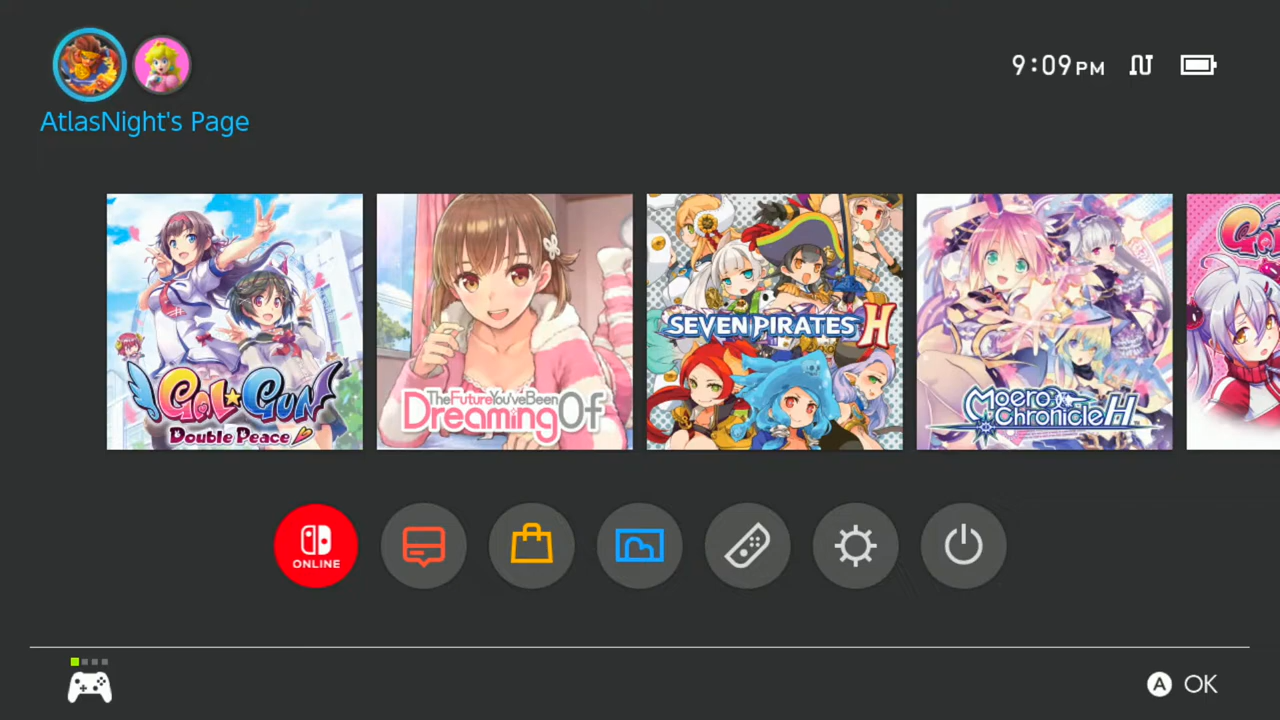 9:09PM
AtlasNight's Page
GAL★GUN
Double Peace
The Future You've Been
Dreaming Of
SEVEN PIRATES H
Moero
Chronicle H
ONLINE
A OK